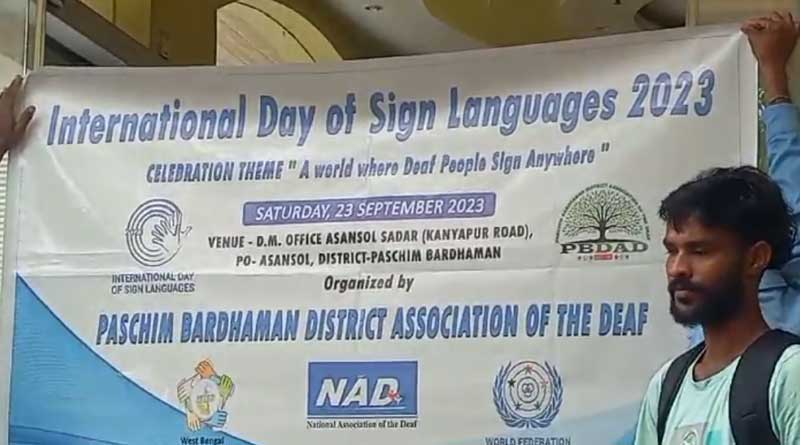 International Day of Sign Languages 2023
CELEBRATION THEME " A world where Deaf People Sign Anywhere "
SATURDAY, 23 SEPTEMBER 2023
VENUE - D.M. OFFICE ASANSOL SADAR (KANYAPUR ROAD),
PO- ASANSOL, DISTRICT-PASCHIM BARDHAMAN
PBDAD
INTERNATIONAL DAY
OF SIGN LANGUAGES
Organized by
PASCHIM BARDHAMAN DISTRICT ASSOCIATION OF THE DEAF
West Bengal
NAD
National Association of the Deaf
WORLD FEDERATION